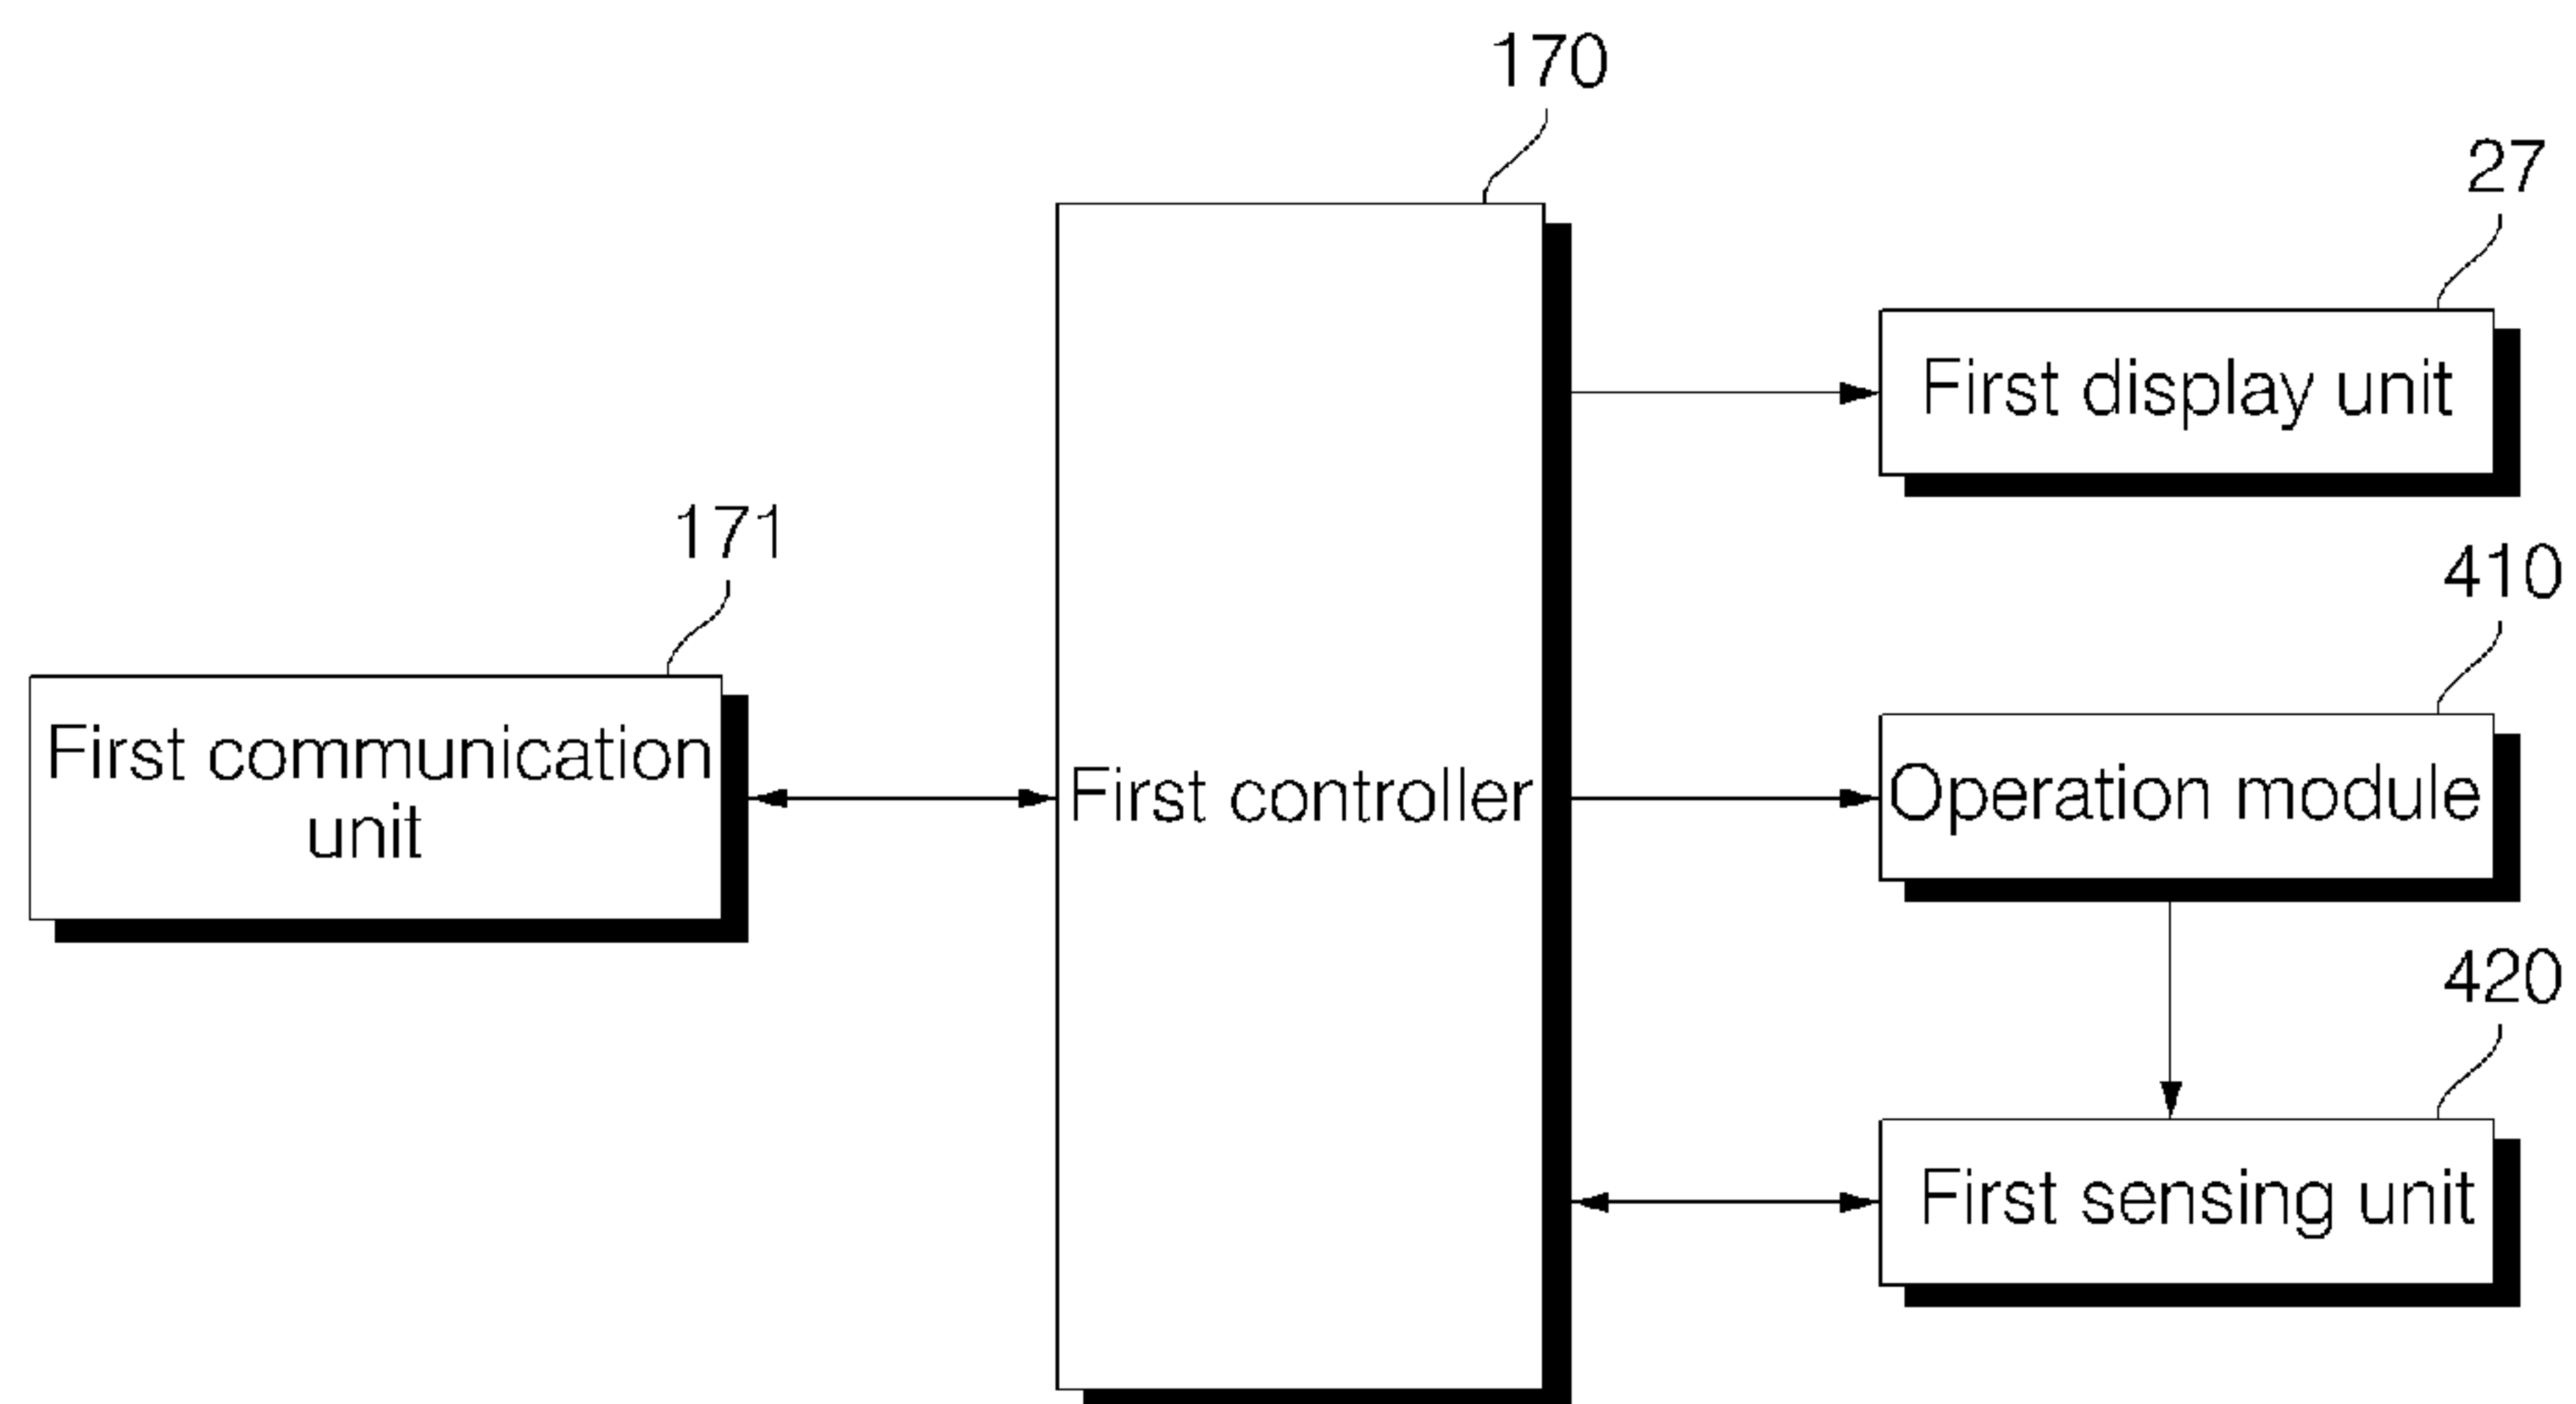 170
27
First display unit
171
410
First communication
unit
First controller
Operation module
420
First sensing unit